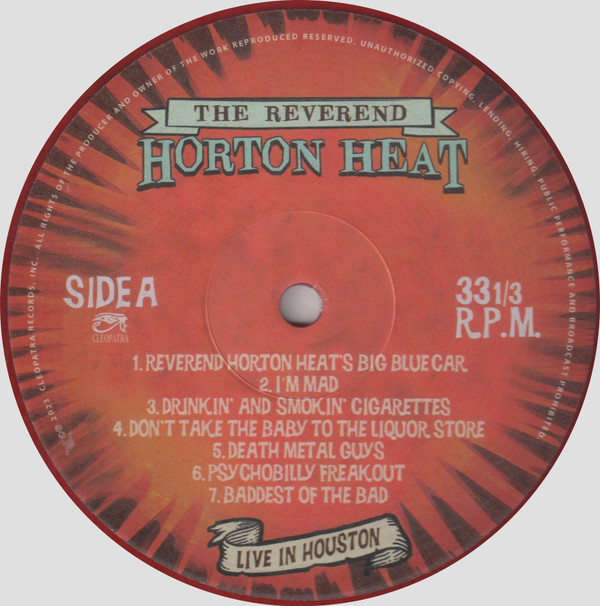 ℗© 2023 CLEOPATRA RECORDS, INC. ALL RIGHTS OF THE PRODUCER AND OWNER OF THE WORK REPRODUCED RESERVED. UNAUTHORIZED COPYING, LENDING, HIRING, PUBLIC PERFORMANCE AND BROADCAST PROHIBITED.
THE REVEREND
HORTON HEAT
SIDE A
CLEOPATRA
33 1/3
R.P.M.
1. REVEREND HORTON HEAT'S BIG BLUE CAR
2. I'M MAD
3. DRINKIN' AND SMOKIN' CIGARETTES
4. DON'T TAKE THE BABY TO THE LIQUOR STORE
5. DEATH METAL GUYS
6. PSYCHOBILLY FREAKOUT
7. BADDEST OF THE BAD
LIVE IN HOUSTON